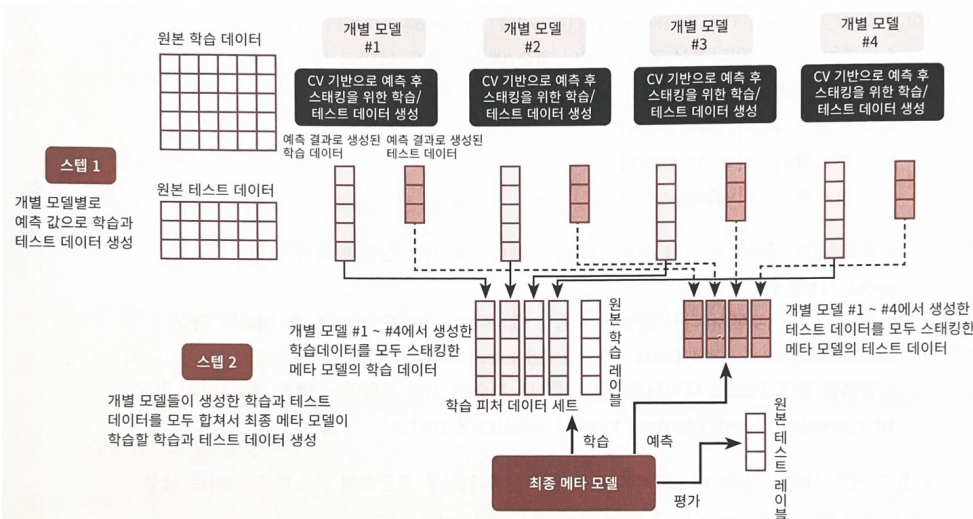 원본 학습 데이터
개별 모델
#1
개별 모델
#2
개별 모델
#3
개별 모델
#4
CV 기반으로 예측 후
스태킹을 위한 학습/
테스트 데이터 생성
CV 기반으로 예측 후
스태킹을 위한 학습/
테스트 데이터 생성
CV 기반으로 예측 후
스태킹을 위한 학습/
테스트 데이터 생성
CV 기반으로 예측 후
스태킹을 위한 학습/
테스트 데이터 생성
예측 결과로 생성된
학습 데이터
예측 결과로 생성된
테스트 데이터
스텝 1
개별 모델별로
예측 값으로 학습과
테스트 데이터 생성
원본 테스트 데이터
개별 모델 #1 ~ #4에서 생성한
학습데이터를 모두 스태킹한
메타 모델의 학습 데이터
원본 학습 레이블
개별 모델 #1 ~ #4에서 생성한
테스트 데이터를 모두 스태킹한
메타 모델의 테스트 데이터
스텝 2
개별 모델들이 생성한 학습과 테스트
데이터를 모두 합쳐서 최종 메타 모델이
학습할 학습과 테스트 데이터 생성
학습 피처 데이터 세트
학습
예측
원본 테스트 레이블
최종 메타 모델
평가